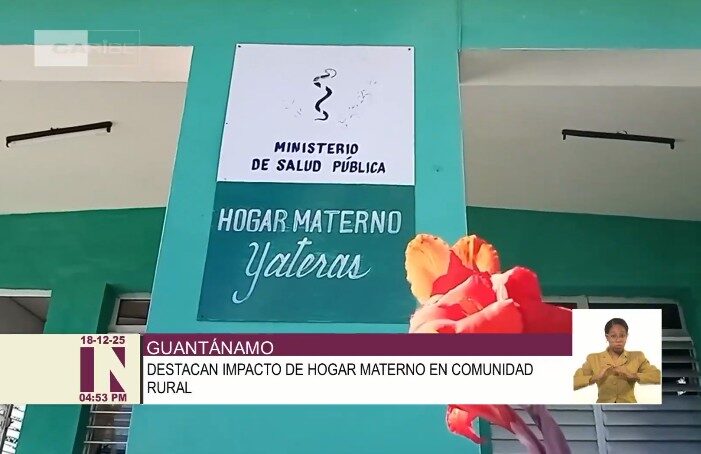 CARIBE
MINISTERIO
DE SALUD PÚBLICA
HOGAR MATERNO
Yateras
18-12-25
N
04:53 PM
GUANTÁNAMO
DESTACAN IMPACTO DE HOGAR MATERNO EN COMUNIDAD
RURAL